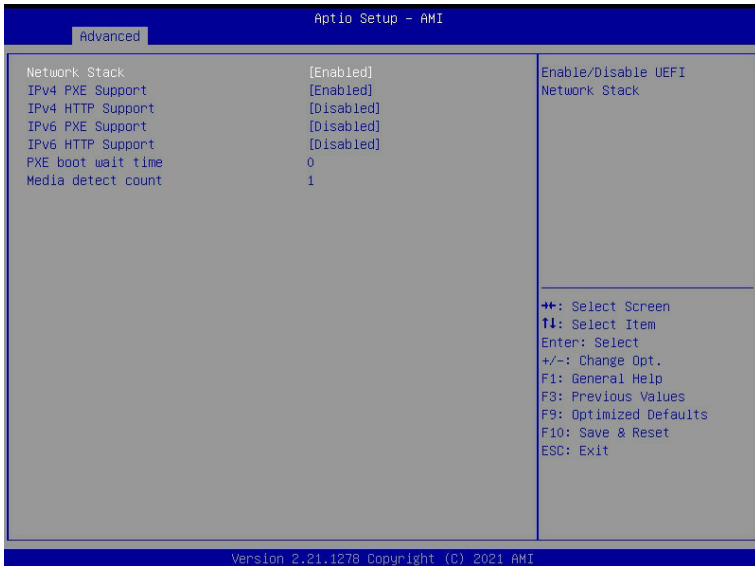 Aptio Setup – AMI
Advanced
Network Stack [Enabled]
IPv4 PXE Support [Enabled]
IPv4 HTTP Support [Disabled]
IPv6 PXE Support [Disabled]
IPv6 HTTP Support [Disabled]
PXE boot wait time 0
Media detect count 1
Enable/Disable UEFI
Network Stack
→←: Select Screen
↑↓: Select Item
Enter: Select
+/-: Change Opt.
F1: General Help
F3: Previous Values
F9: Optimized Defaults
F10: Save & Reset
ESC: Exit
Version 2.21.1278 Copyright (C) 2021 AMI